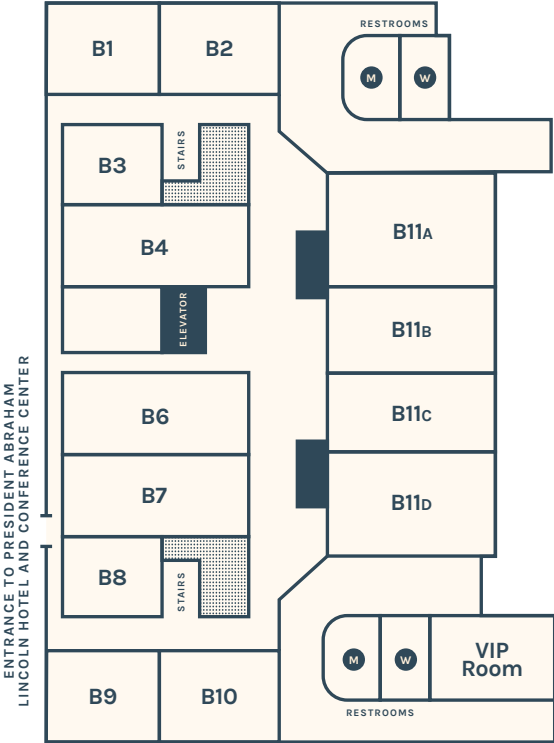 RESTROOMS
B1
B2
M
W
STAIRS
B3
B11A
B4
ELEVATOR
B11B
B6
B11C
ENTRANCE TO PRESIDENT ABRAHAM
LINCOLN HOTEL AND CONFERENCE CENTER
B7
B11D
B8
STAIRS
M
W
VIP
Room
B9
B10
RESTROOMS